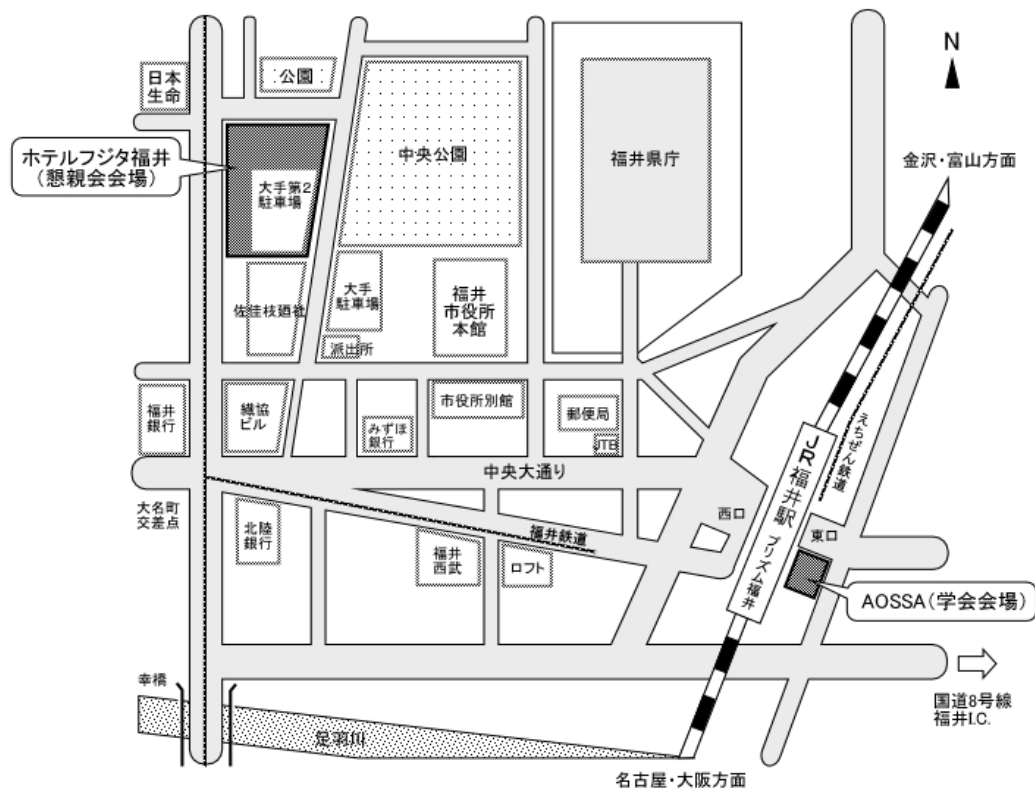 N
日本
生命
公園
ホテルフジタ福井
（懇親会会場）
大手第2
駐車場
中央公園
福井県庁
金沢・富山方面
佐佳枝廼社
大手
駐車場
福井
市役所
本館
派出所
福井
銀行
繊協
ビル
みずほ
銀行
市役所別館
郵便局
JTB
えちぜん鉄道
JR福井駅 プリズム福井
中央大通り
大名町
交差点
北陸
銀行
福井鉄道
福井
西武
ロフト
西口
東口
AOSSA（学会会場）
幸橋
足羽川
国道8号線
福井I.C.
名古屋・大阪方面